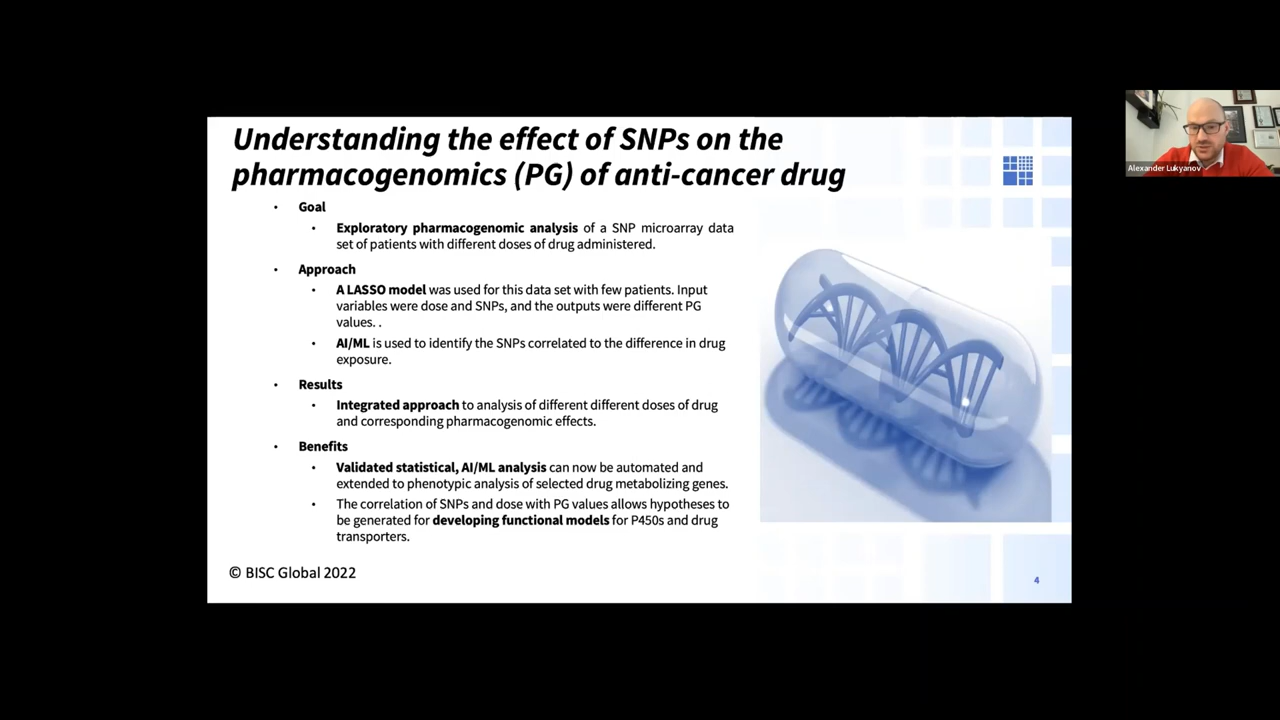 Understanding the effect of SNPs on the
pharmacogenomics (PG) of anti-cancer drug
• Goal
• Exploratory pharmacogenomic analysis of a SNP microarray data
set of patients with different doses of drug administered.
• Approach
• A LASSO model was used for this data set with few patients. Input
variables were dose and SNPs, and the outputs were different PG
values. .
• AI/ML is used to identify the SNPs correlated to the difference in drug
exposure.
• Results
• Integrated approach to analysis of different different doses of drug
and corresponding pharmacogenomic effects.
• Benefits
• Validated statistical, AI/ML analysis can now be automated and
extended to phenotypic analysis of selected drug metabolizing genes.
• The correlation of SNPs and dose with PG values allows hypotheses to
be generated for developing functional models for P450s and drug
transporters.
© BISC Global 2022
4
Alexander Lukyanov